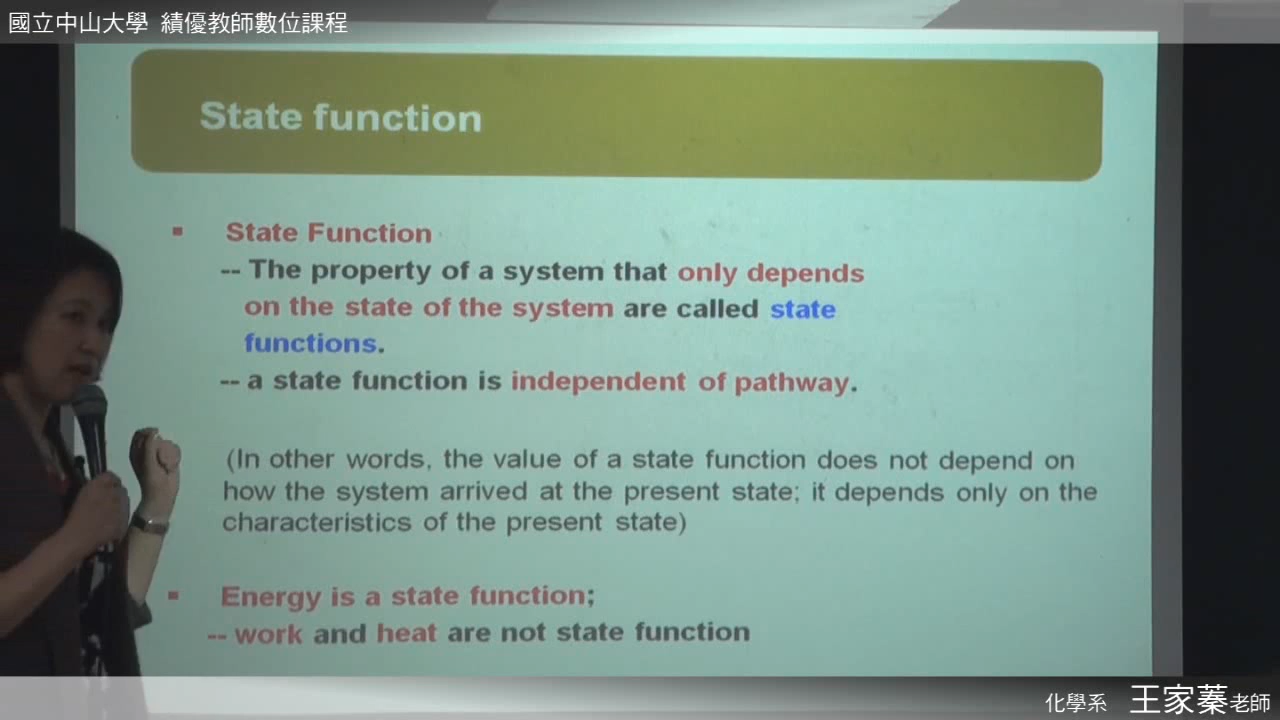 國立中山大學 績優教師數位課程
State function
▪ State Function
-- The property of a system that only depends
on the state of the system are called state
functions.
-- a state function is independent of pathway.
(In other words, the value of a state function does not depend on
how the system arrived at the present state; it depends only on the
characteristics of the present state)
▪ Energy is a state function;
-- work and heat are not state function
化學系 王家蓁老師